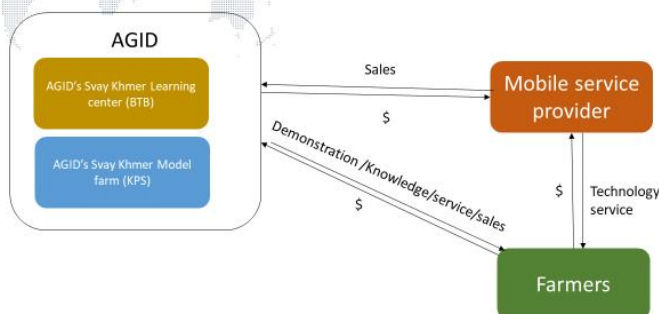 AGID
AGID's Svay Khmer Learning
center (BTB)
AGID's Svay Khmer Model
farm (KPS)
Sales
$
Mobile service
provider
Demonstration /Knowledge/service/sales
$
$
Technology
service
Farmers